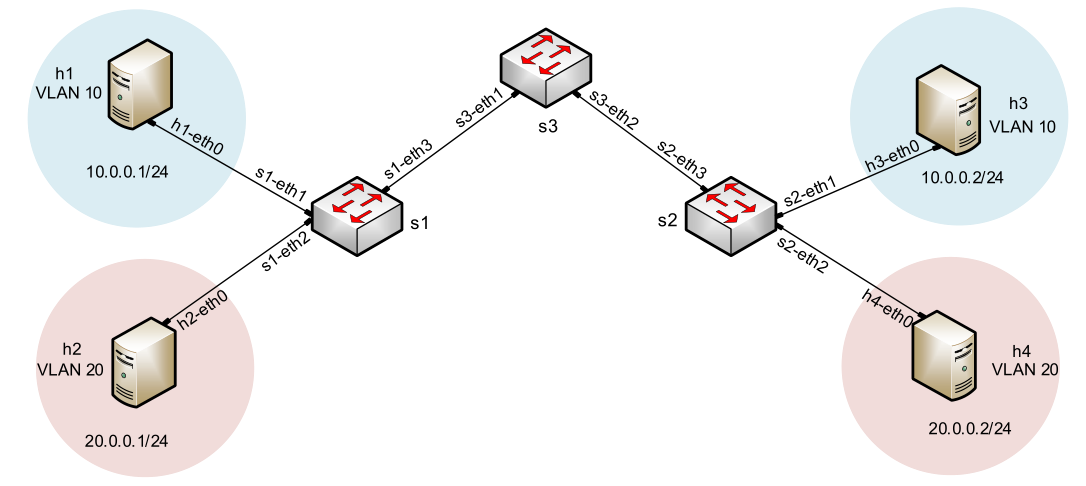 h1
VLAN 10
h1-eth0
10.0.0.1/24
s1-eth1
s1-eth2
h2-eth0
h2
VLAN 20
20.0.0.1/24
s1
s1-eth3
s3-eth1
s3
s3-eth2
s2-eth3
s2
s2-eth1
h3-eth0
h3
VLAN 10
10.0.0.2/24
s2-eth2
h4-eth0
h4
VLAN 20
20.0.0.2/24